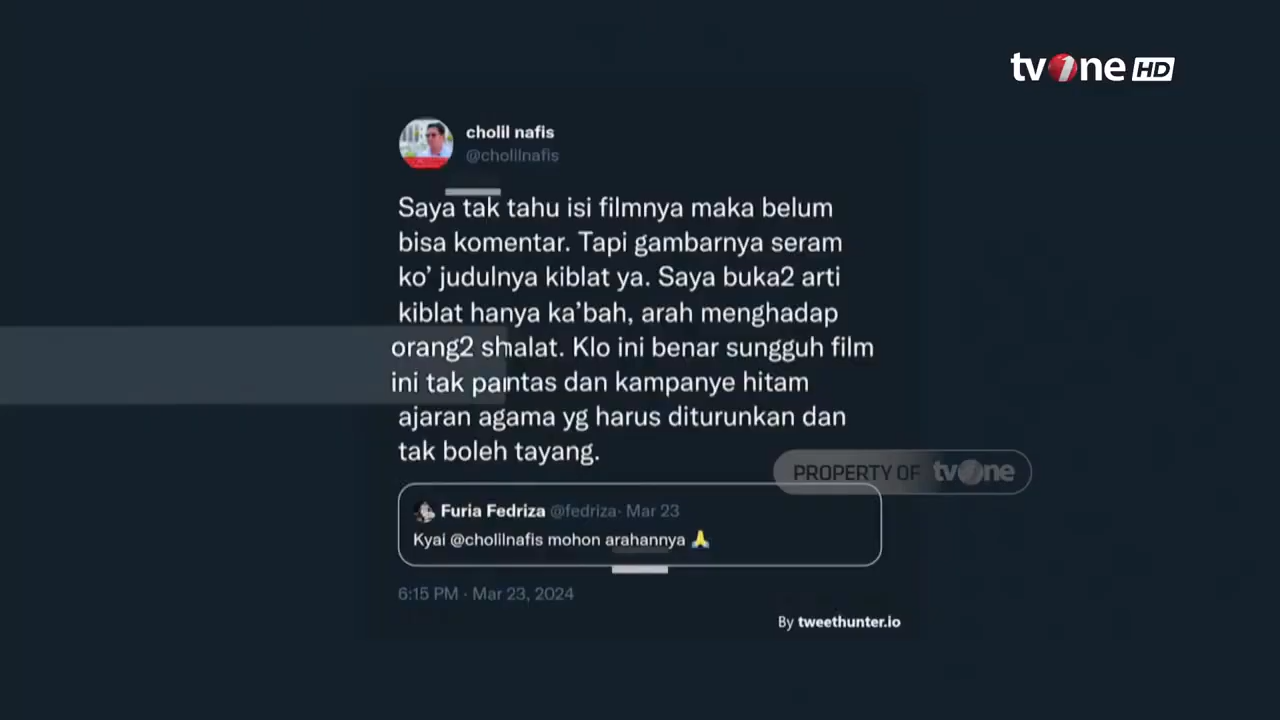 tvOne HD
cholil nafis
@cholilnafis
Saya tak tahu isi filmnya maka belum
bisa komentar. Tapi gambarnya seram
ko' judulnya kiblat ya. Saya buka2 arti
kiblat hanya ka'bah, arah menghadap
orang2 shalat. Klo ini benar sungguh film
ini tak pantas dan kampanye hitam
ajaran agama yg harus diturunkan dan
tak boleh tayang.
PROPERTY OF tvOne
Furia Fedriza @fedriza· Mar 23
Kyai @cholilnafis mohon arahannya 🙏
6:15 PM · Mar 23, 2024
By tweethunter.io